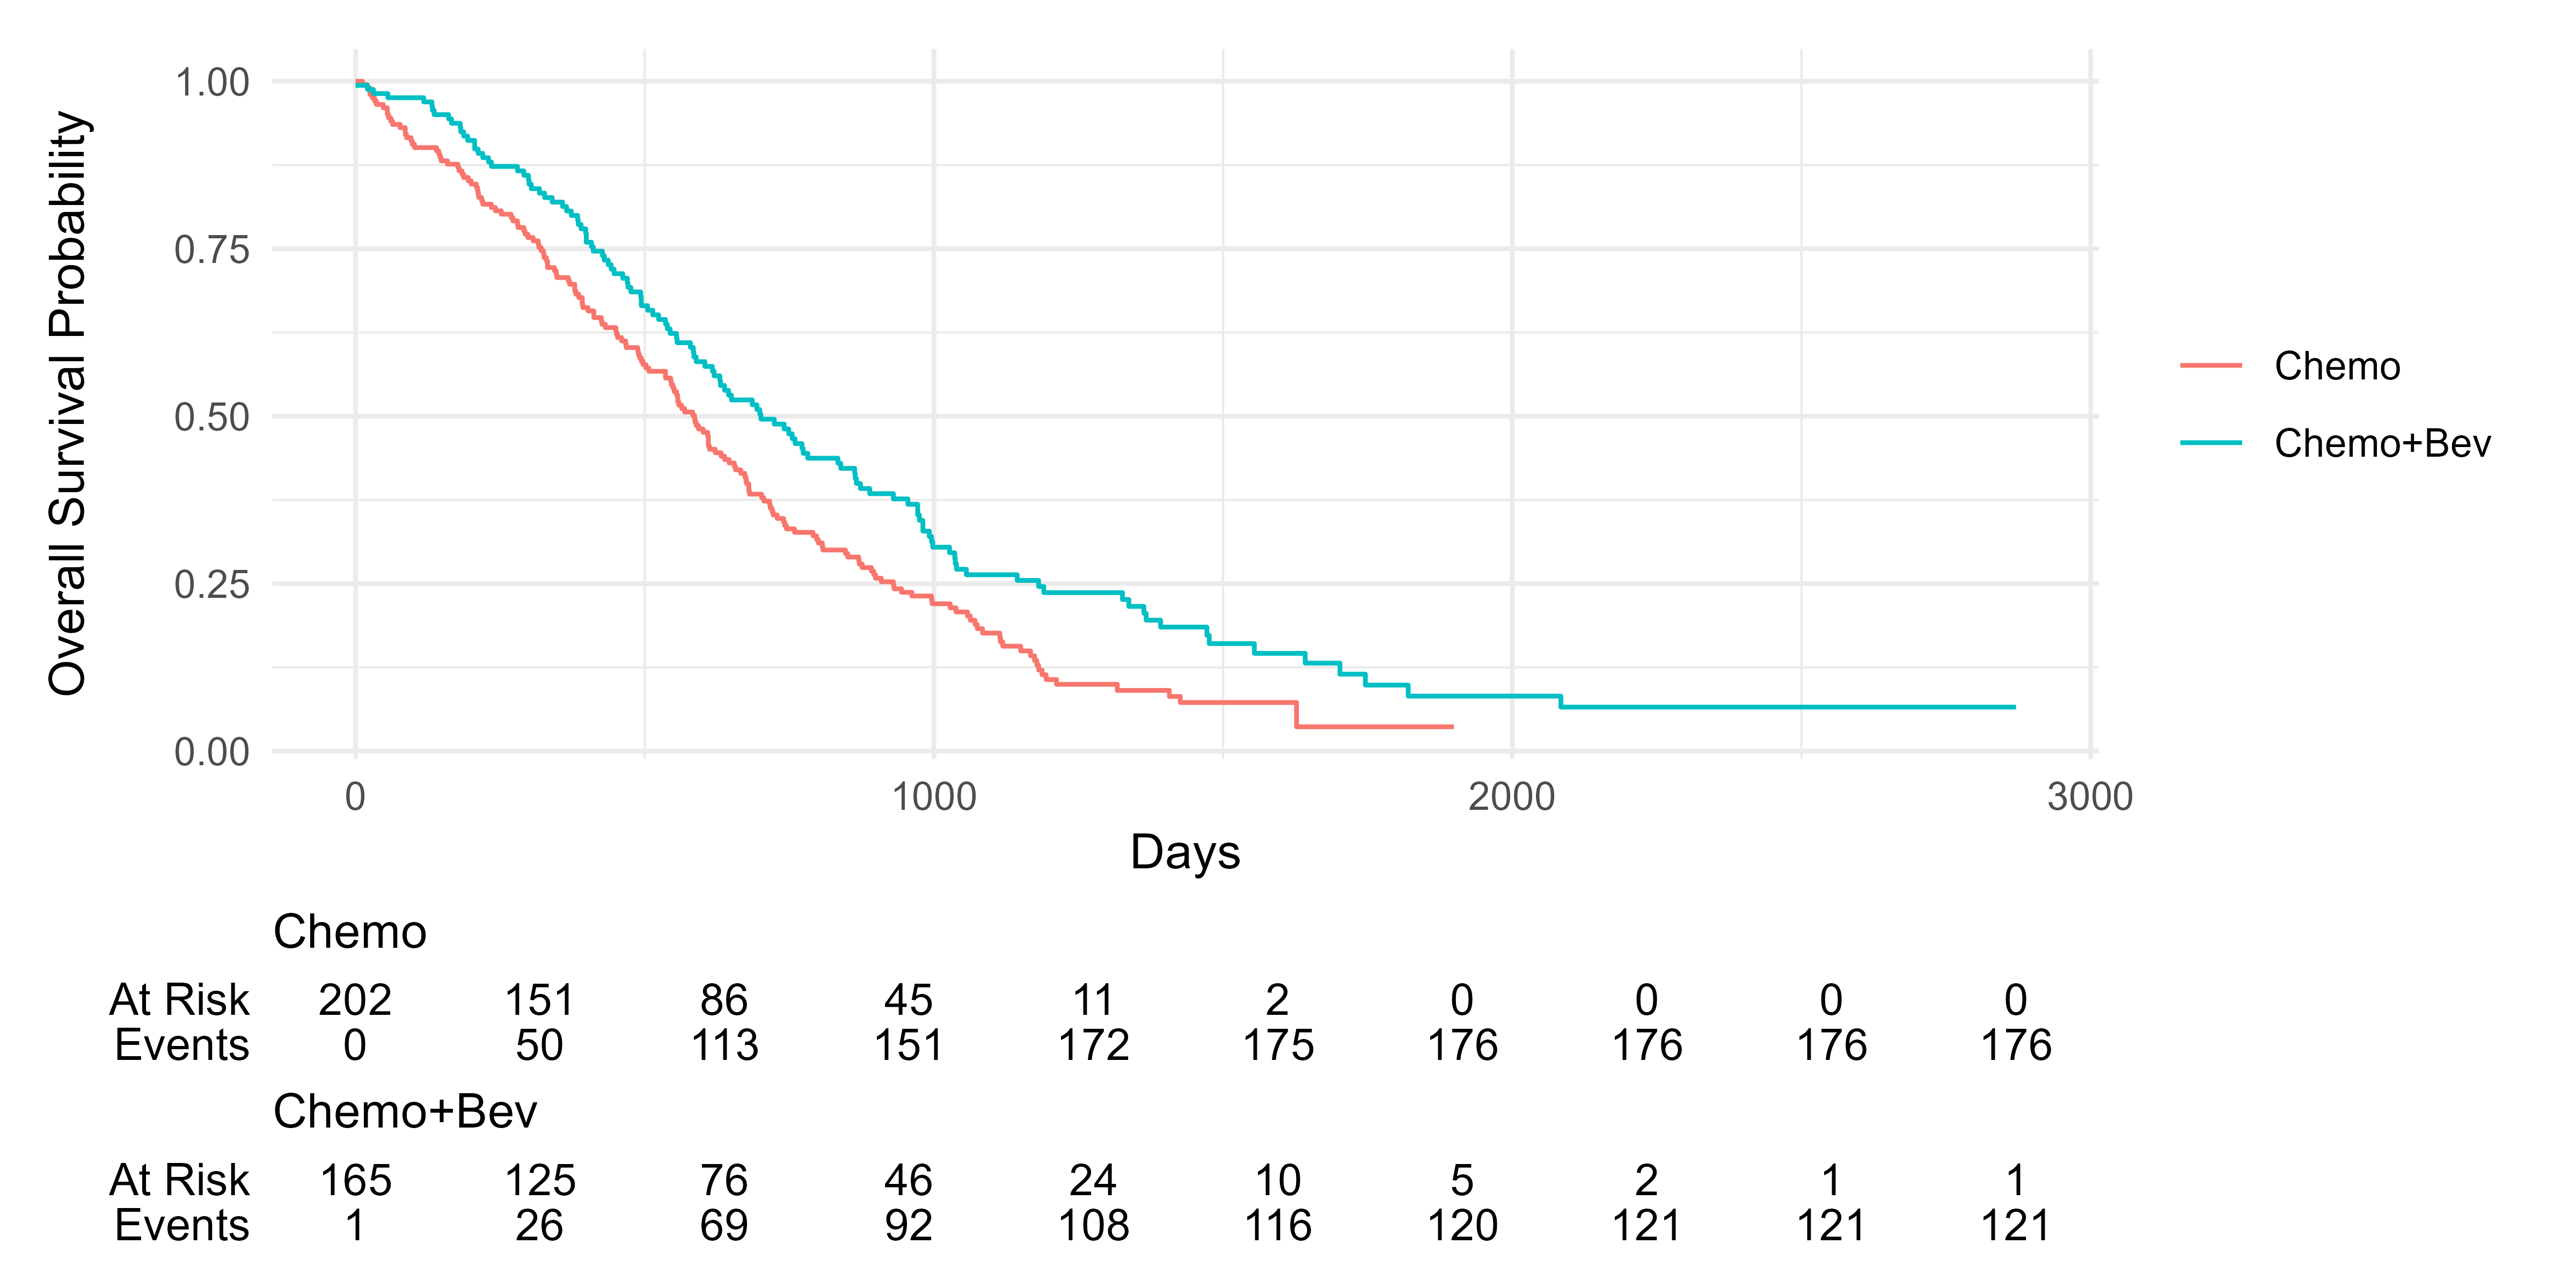 Overall Survival Probability
1.00
0.75
0.50
0.25
0.00
0 1000 2000 3000
Days
Chemo
Chemo+Bev
Chemo
At Risk 202 151 86 45 11 2 0 0 0 0
Events 0 50 113 151 172 175 176 176 176 176
Chemo+Bev
At Risk 165 125 76 46 24 10 5 2 1 1
Events 1 26 69 92 108 116 120 121 121 121